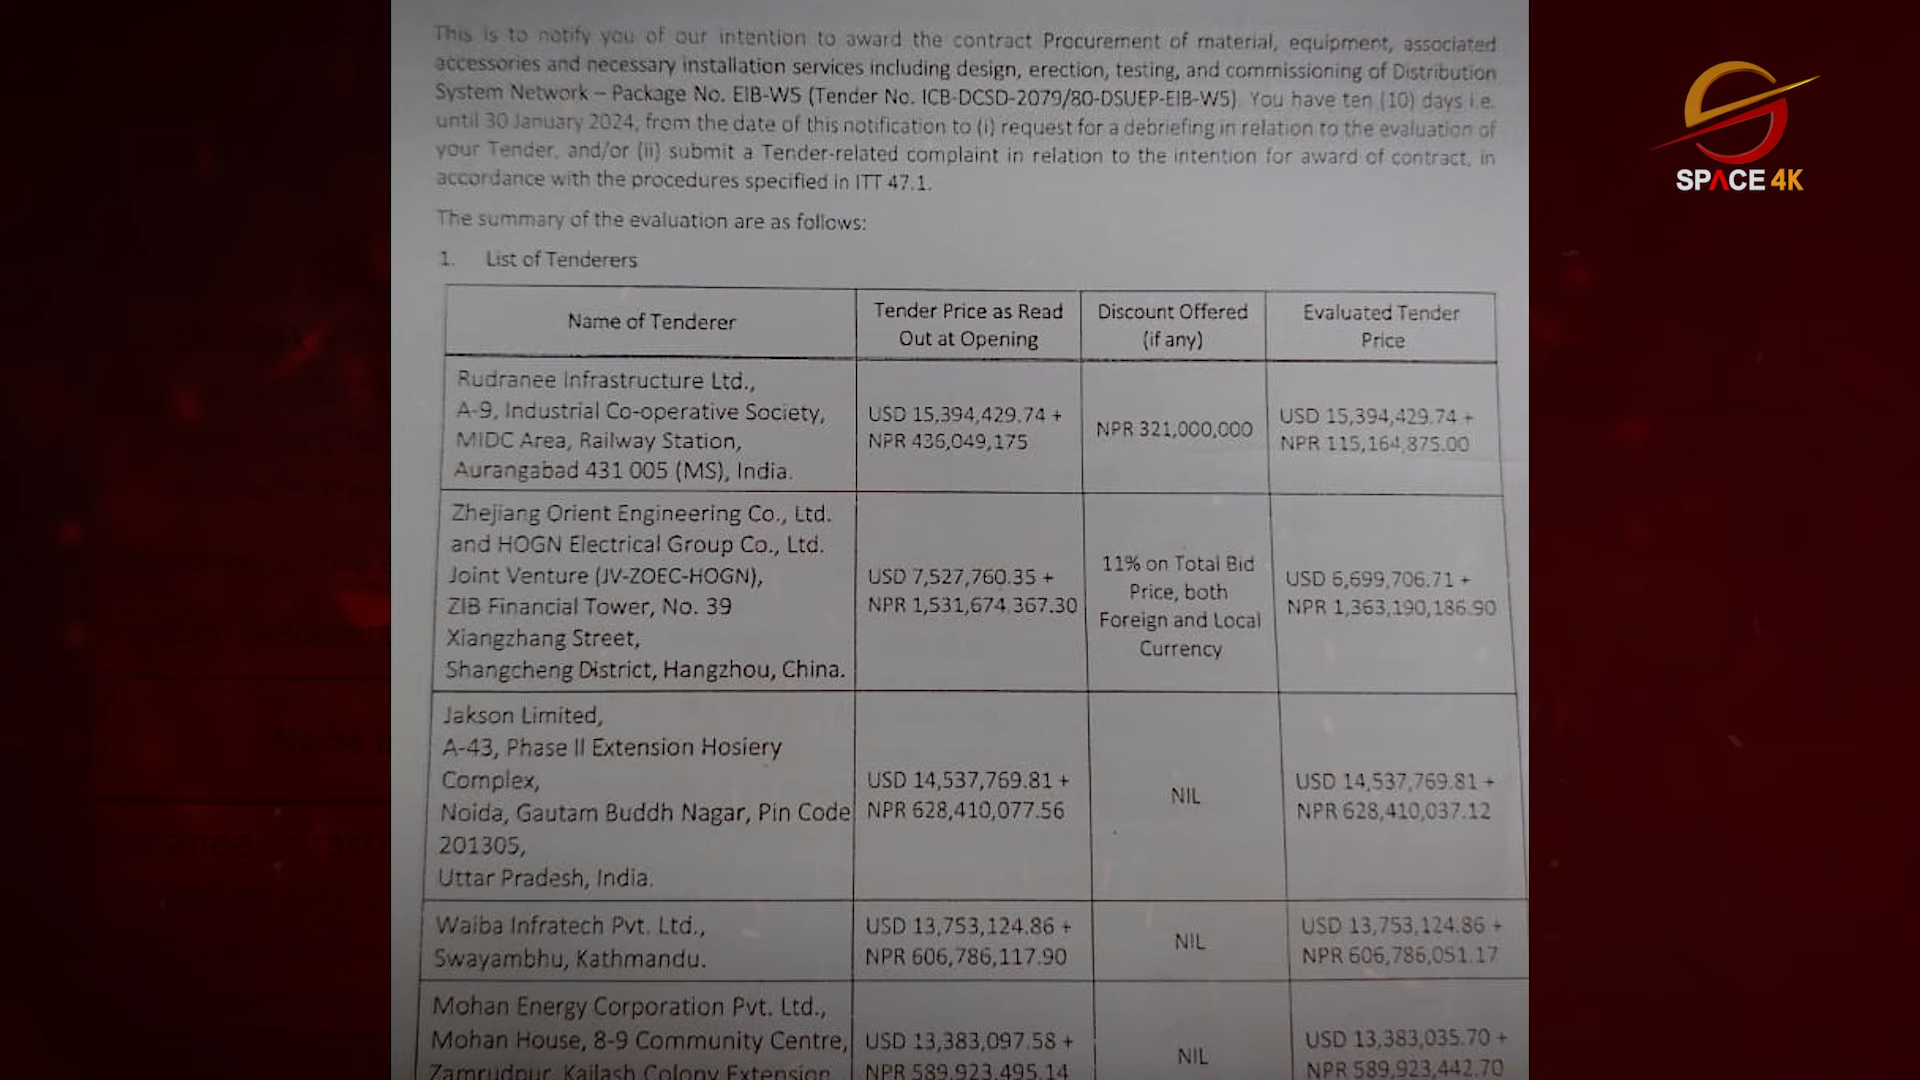 This is to notify you of our intention to award the contract Procurement of material, equipment, associated
accessories and necessary installation services including design, erection, testing, and commissioning of Distribution
System Network – Package No. EIB-W5 (Tender No. ICB-DCSD-2079/80-DSUEP-EIB-W5). You have ten (10) days i.e.
until 30 January 2024, from the date of this notification to (i) request for a debriefing in relation to the evaluation of
your Tender, and/or (ii) submit a Tender-related complaint in relation to the intention for award of contract, in
accordance with the procedures specified in ITT 47.1.
SPACE 4K
The summary of the evaluation are as follows:
1. List of Tenderers
Name of Tenderer
Tender Price as Read
Out at Opening
Discount Offered
(if any)
Evaluated Tender
Price
Rudranee Infrastructure Ltd.,
A-9, Industrial Co-operative Society,
MIDC Area, Railway Station,
Aurangabad 431 005 (MS), India.
USD 15,394,429.74 +
NPR 436,049,175
NPR 321,000,000
USD 15,394,429.74 +
NPR 115,164,875.00
Zhejiang Orient Engineering Co., Ltd.
and HOGN Electrical Group Co., Ltd.
Joint Venture (JV-ZOEC-HOGN),
ZIB Financial Tower, No. 39
Xiangzhang Street,
Shangcheng District, Hangzhou, China.
USD 7,527,760.35 +
NPR 1,531,674,367.30
11% on Total Bid
Price, both
Foreign and Local
Currency
USD 6,699,706.71 +
NPR 1,363,190,186.90
Jakson Limited,
A-43, Phase II Extension Hosiery
Complex,
Noida, Gautam Buddh Nagar, Pin Code
201305,
Uttar Pradesh, India.
USD 14,537,769.81 +
NPR 628,410,077.56
NIL
USD 14,537,769.81 +
NPR 628,410,037.12
Waiba Infratech Pvt. Ltd.,
Swayambhu, Kathmandu.
USD 13,753,124.86 +
NPR 606,786,117.90
NIL
USD 13,753,124.86 +
NPR 606,786,051.17
Mohan Energy Corporation Pvt. Ltd.,
Mohan House, 8-9 Community Centre,
Zamrudpur, Kailash Colony Extension
USD 13,383,097.58 +
NPR 589,923,495.14
NIL
USD 13,383,035.70 +
NPR 589,923,442.70